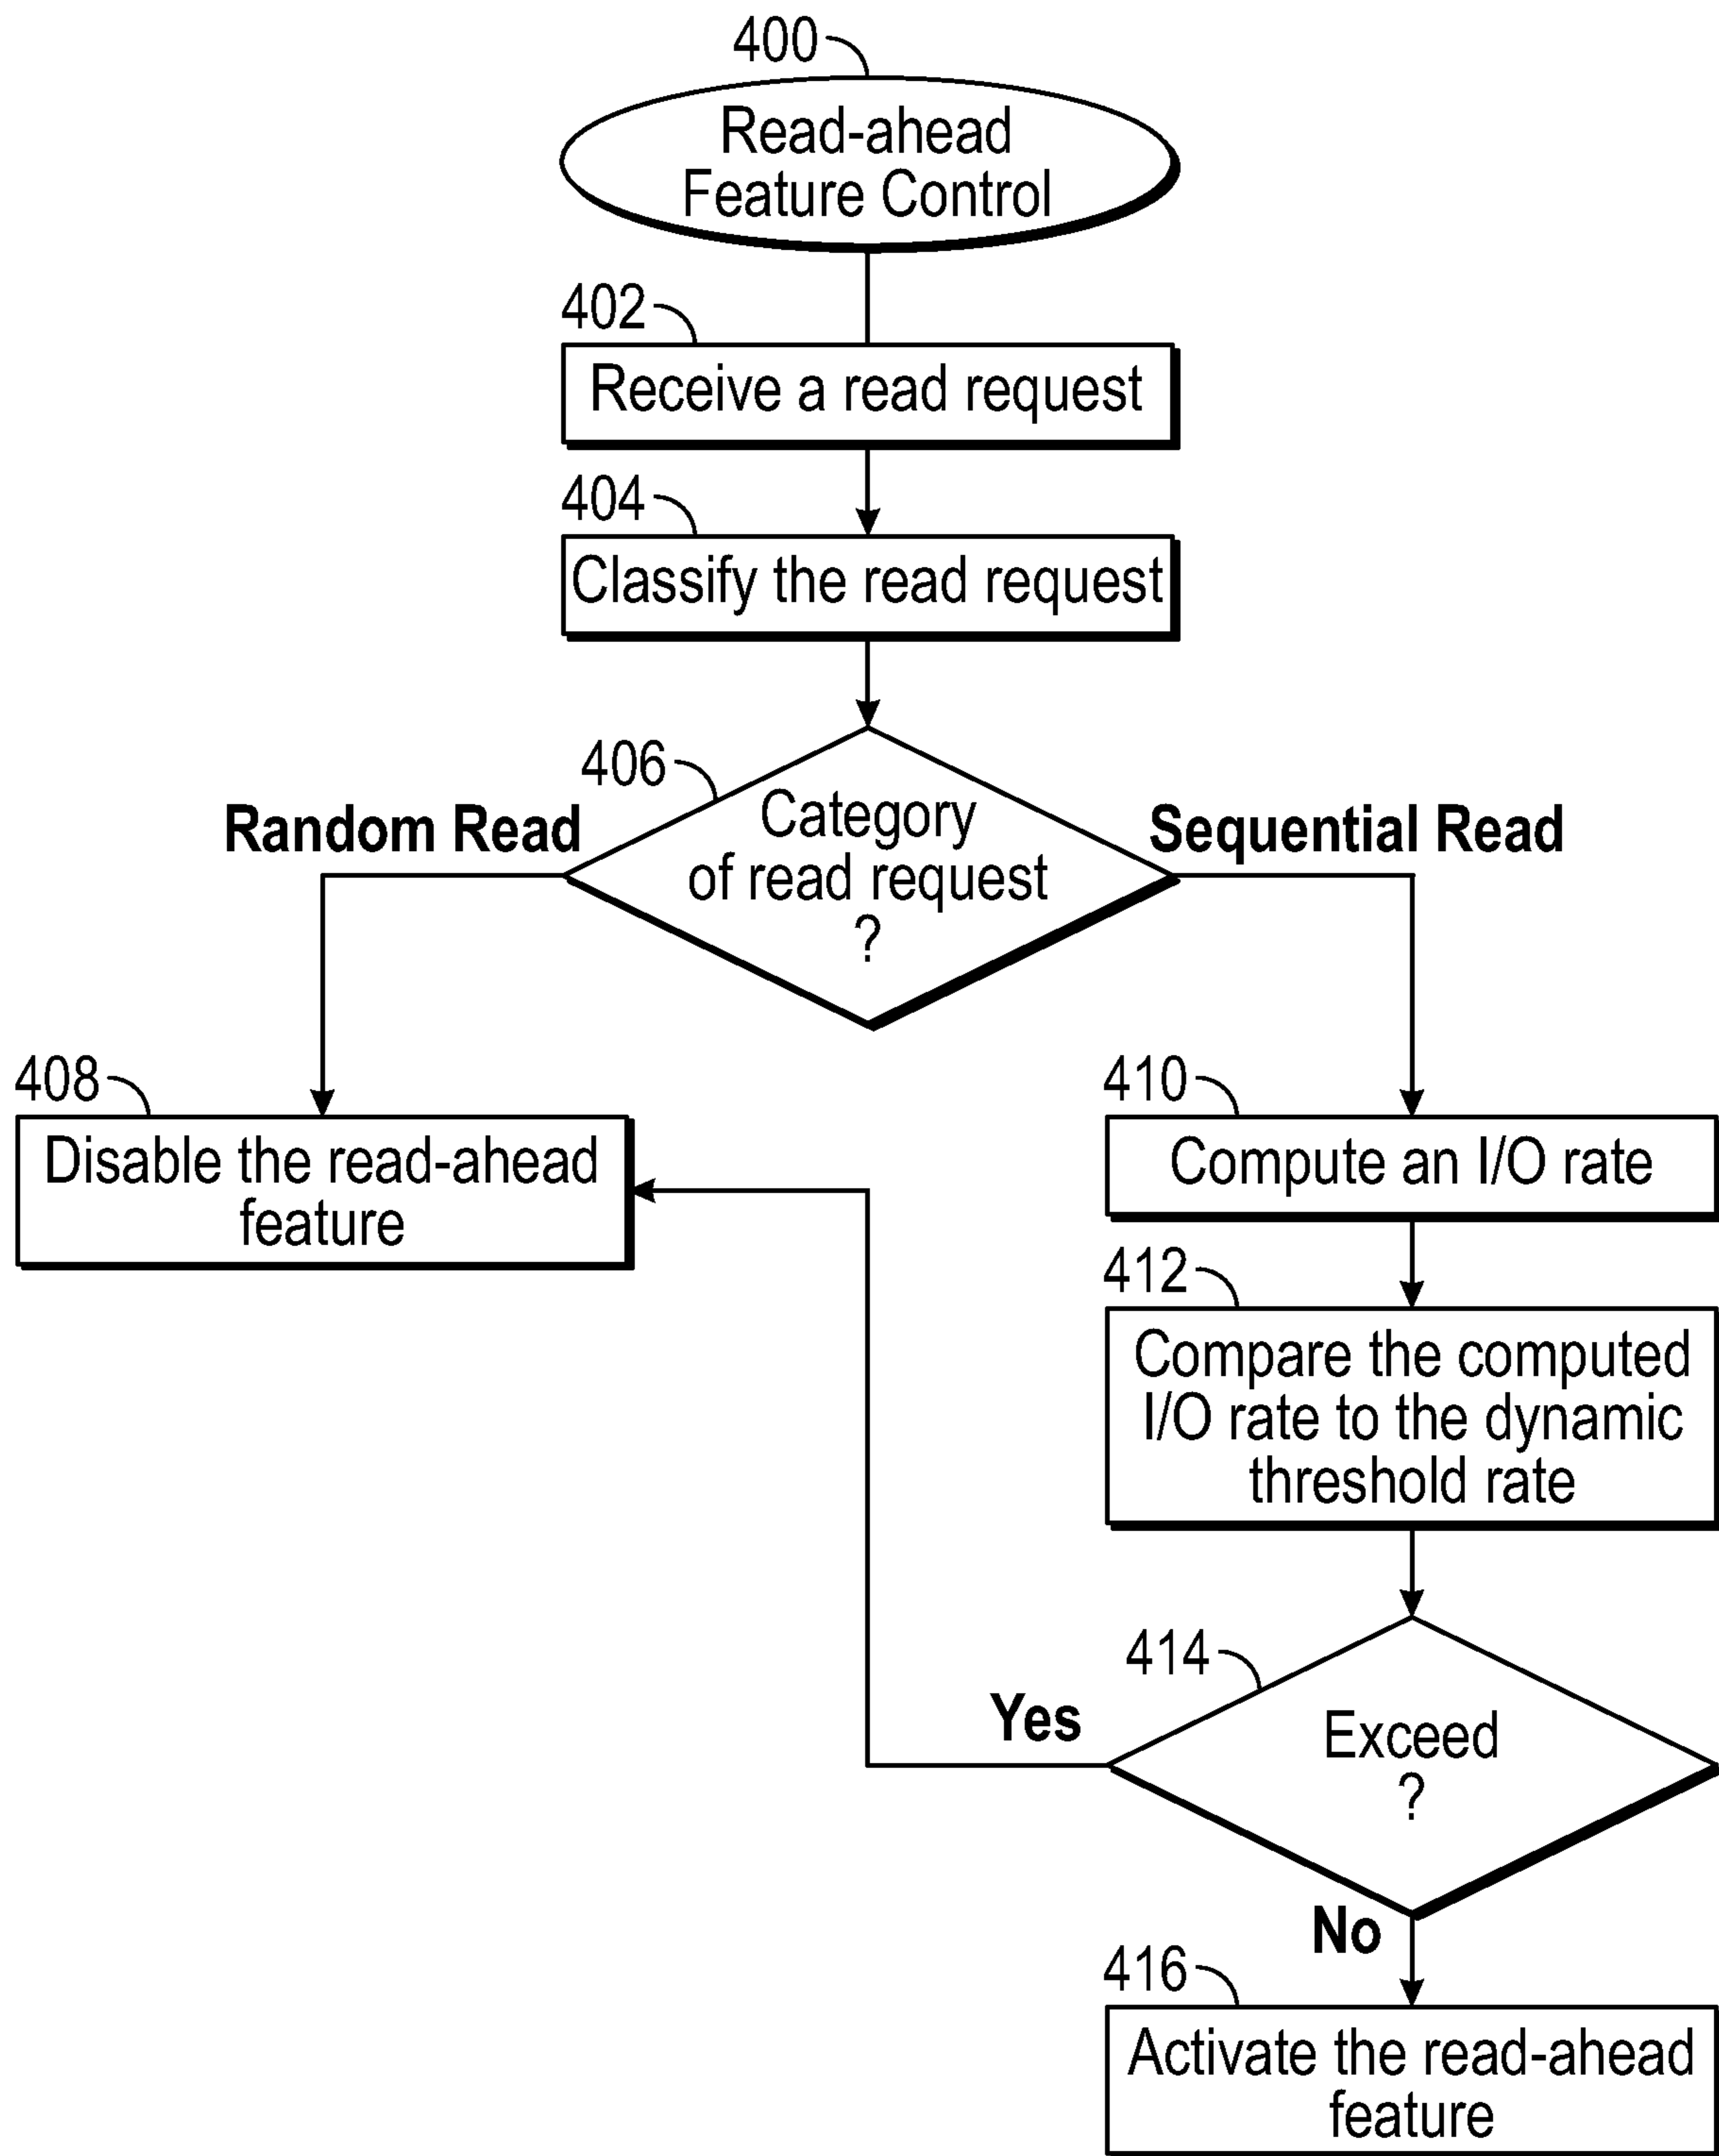 400
Read-ahead
Feature Control
402
Receive a read request
404
Classify the read request
406
Category
of read request
?
Random Read
Sequential Read
408
Disable the read-ahead
feature
410
Compute an I/O rate
412
Compare the computed
I/O rate to the dynamic
threshold rate
414
Exceed
?
Yes
No
416
Activate the read-ahead
feature